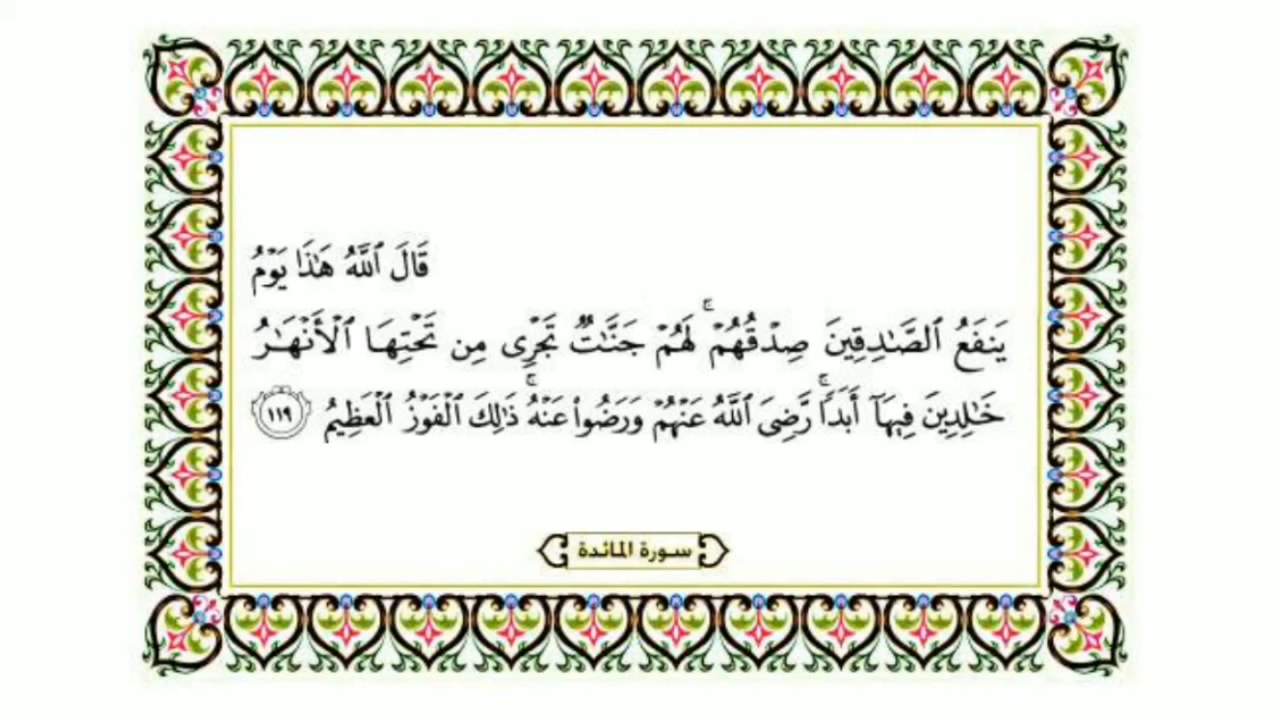 قَالَ ٱللَّهُ هَٰذَا يَوۡمُ
يَنفَعُ ٱلصَّٰدِقِينَ صِدۡقُهُمۡۚ لَهُمۡ جَنَّٰتٞ تَجۡرِي مِن تَحۡتِهَا ٱلۡأَنۡهَٰرُ
خَٰلِدِينَ فِيهَآ أَبَدٗاۚ رَّضِيَ ٱللَّهُ عَنۡهُمۡ وَرَضُواْ عَنۡهُۚ ذَٰلِكَ ٱلۡفَوۡزُ ٱلۡعَظِيمُ ١١٩
سورة المائدة